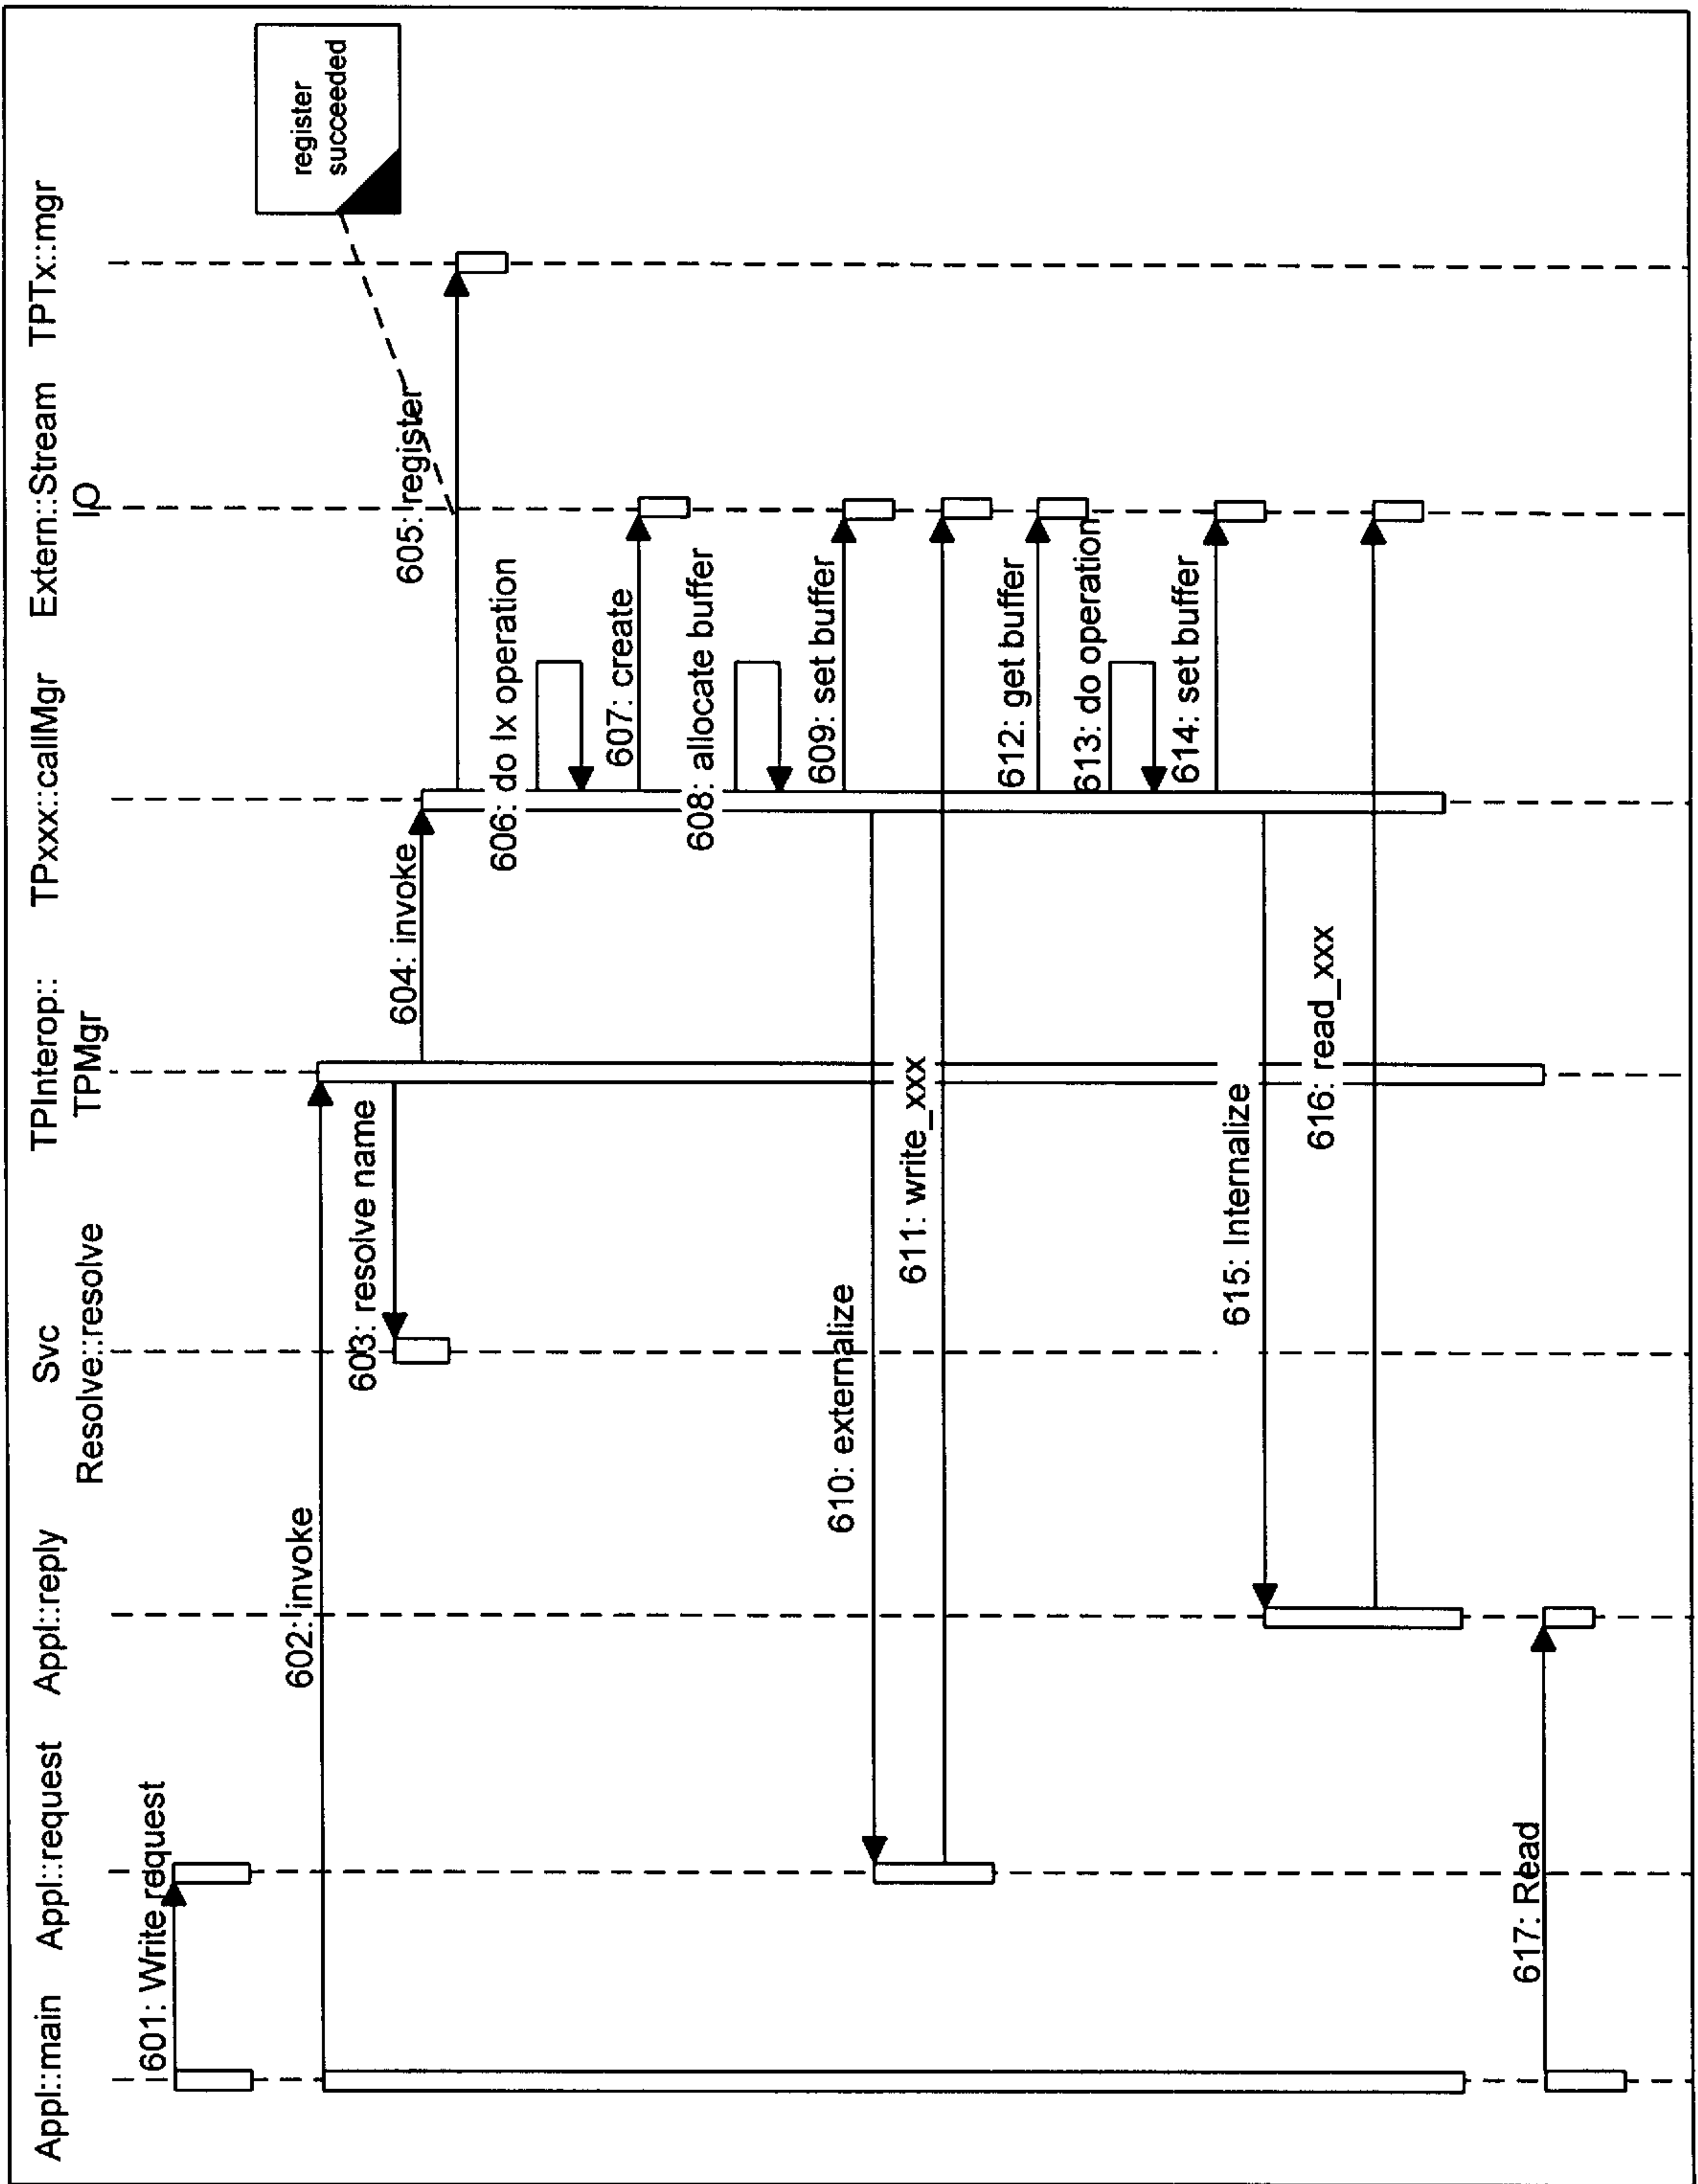 Appl::main
Appl::request
Appl::reply
Svc
Resolve::resolve
TPInterop::
TPMgr
TPxxx::callMgr
Extern::Stream
IO
TPTx::mgr
601: Write request
602: invoke
603: resolve name
604: invoke
605: register
register
succeeded
606: do Ix operation
607: create
608: allocate buffer
609: set buffer
610: externalize
611: write_xxx
612: get buffer
613: do operation
614: set buffer
615: Internalize
616: read_xxx
617: Read